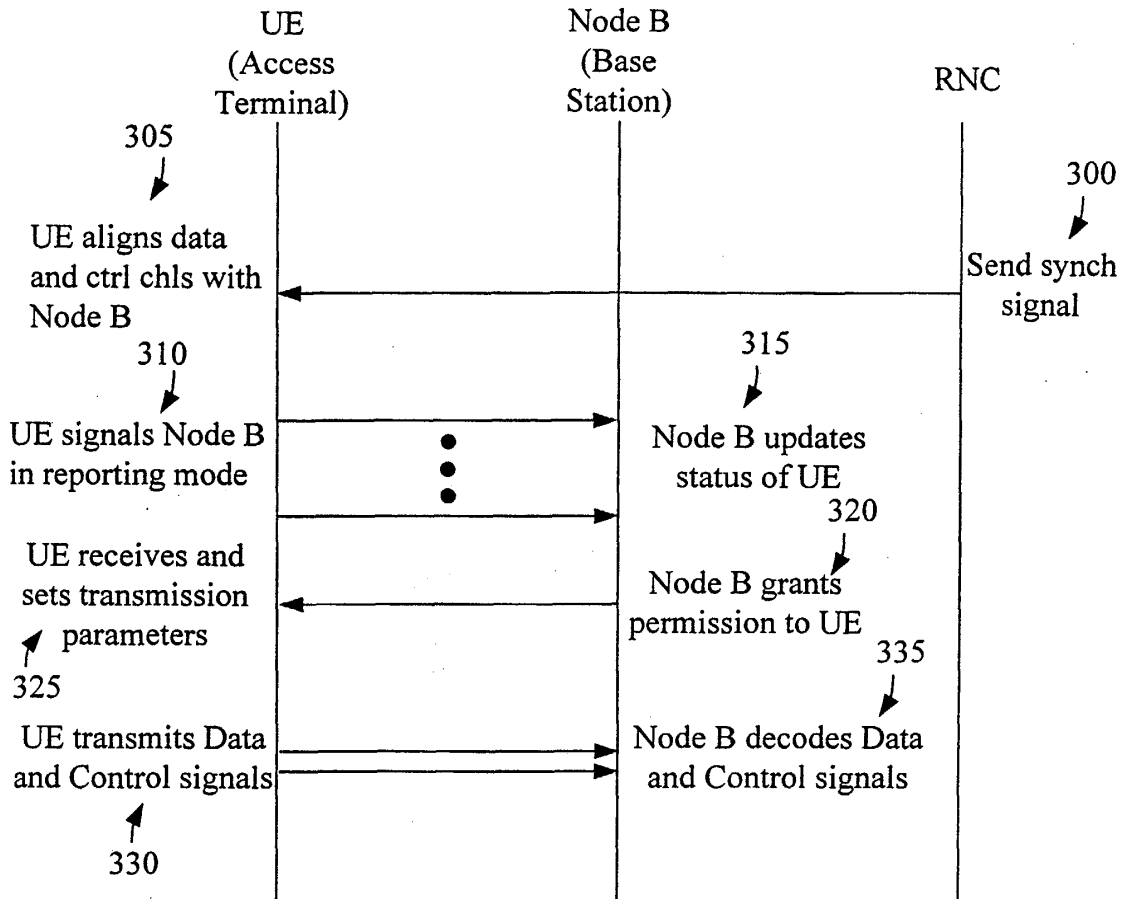 UE
(Access
Terminal)
Node B
(Base
Station)
RNC
305
300
UE aligns data
and ctrl chls with
Node B
Send synch
signal
310
315
UE signals Node B
in reporting mode
Node B updates
status of UE
320
UE receives and
sets transmission
parameters
Node B grants
permission to UE
325
335
UE transmits Data
and Control signals
Node B decodes Data
and Control signals
330